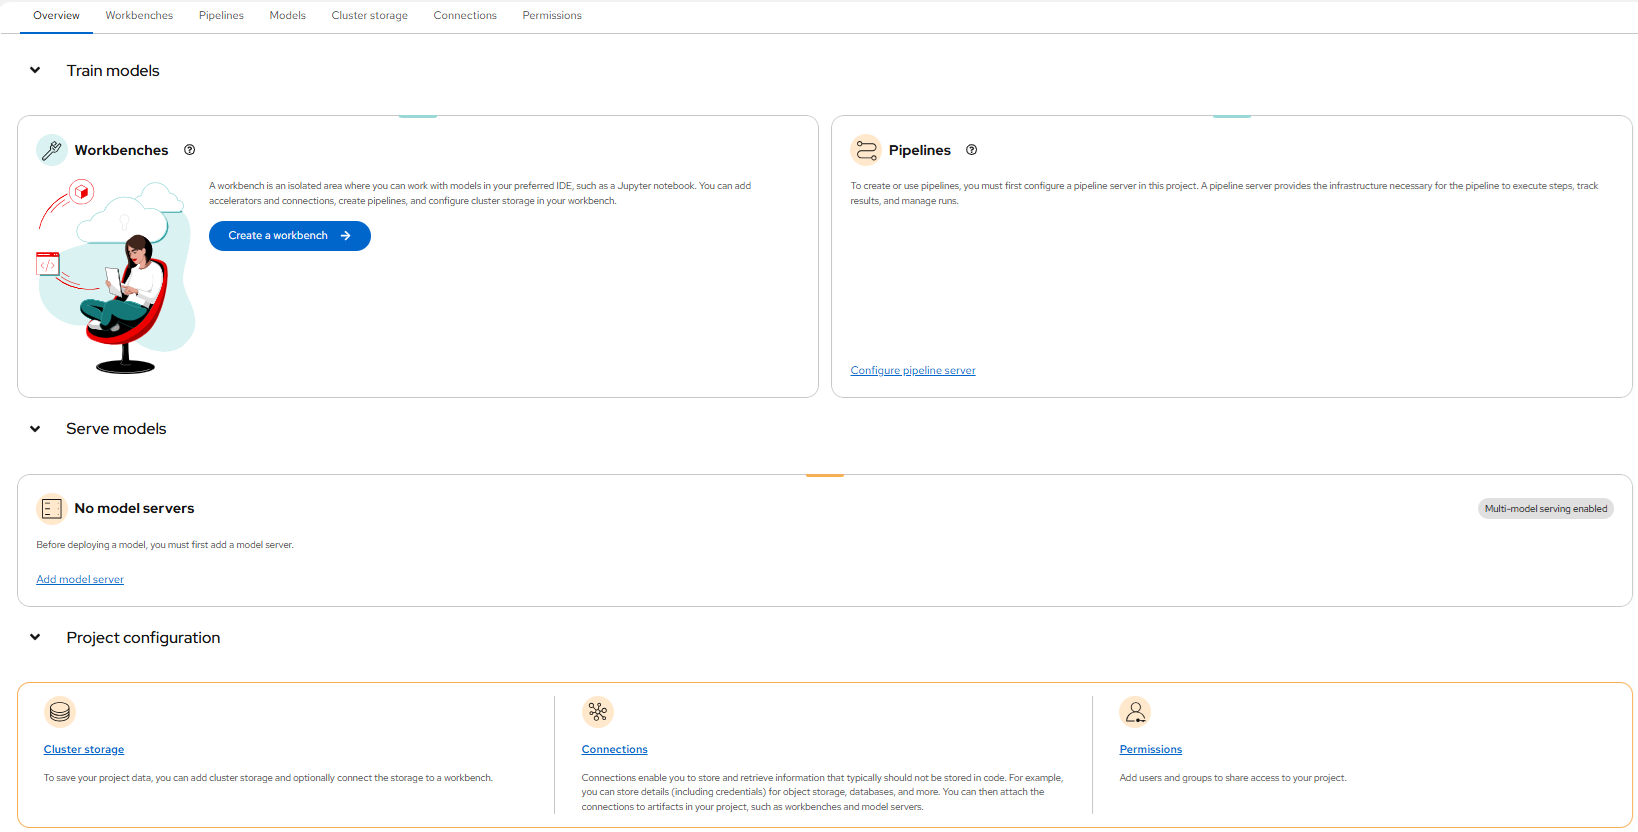 Overview
Workbenches
Pipelines
Models
Cluster storage
Connections
Permissions
Train models
Workbenches
A workbench is an isolated area where you can work with models in your preferred IDE, such as a Jupyter notebook. You can add
accelerators and connections, create pipelines, and configure cluster storage in your workbench.
Create a workbench
Pipelines
To create or use pipelines, you must first configure a pipeline server in this project. A pipeline server provides the infrastructure necessary for the pipeline to execute steps, track
results, and manage runs.
Configure pipeline server
Serve models
No model servers
Multi-model serving enabled
Before deploying a model, you must first add a model server.
Add model server
Project configuration
Cluster storage
To save your project data, you can add cluster storage and optionally connect the storage to a workbench.
Connections
Connections enable you to store and retrieve information that typically should not be stored in code. For example,
you can store details (including credentials) for object storage, databases, and more. You can then attach the
connections to artifacts in your project, such as workbenches and model servers.
Permissions
Add users and groups to share access to your project.